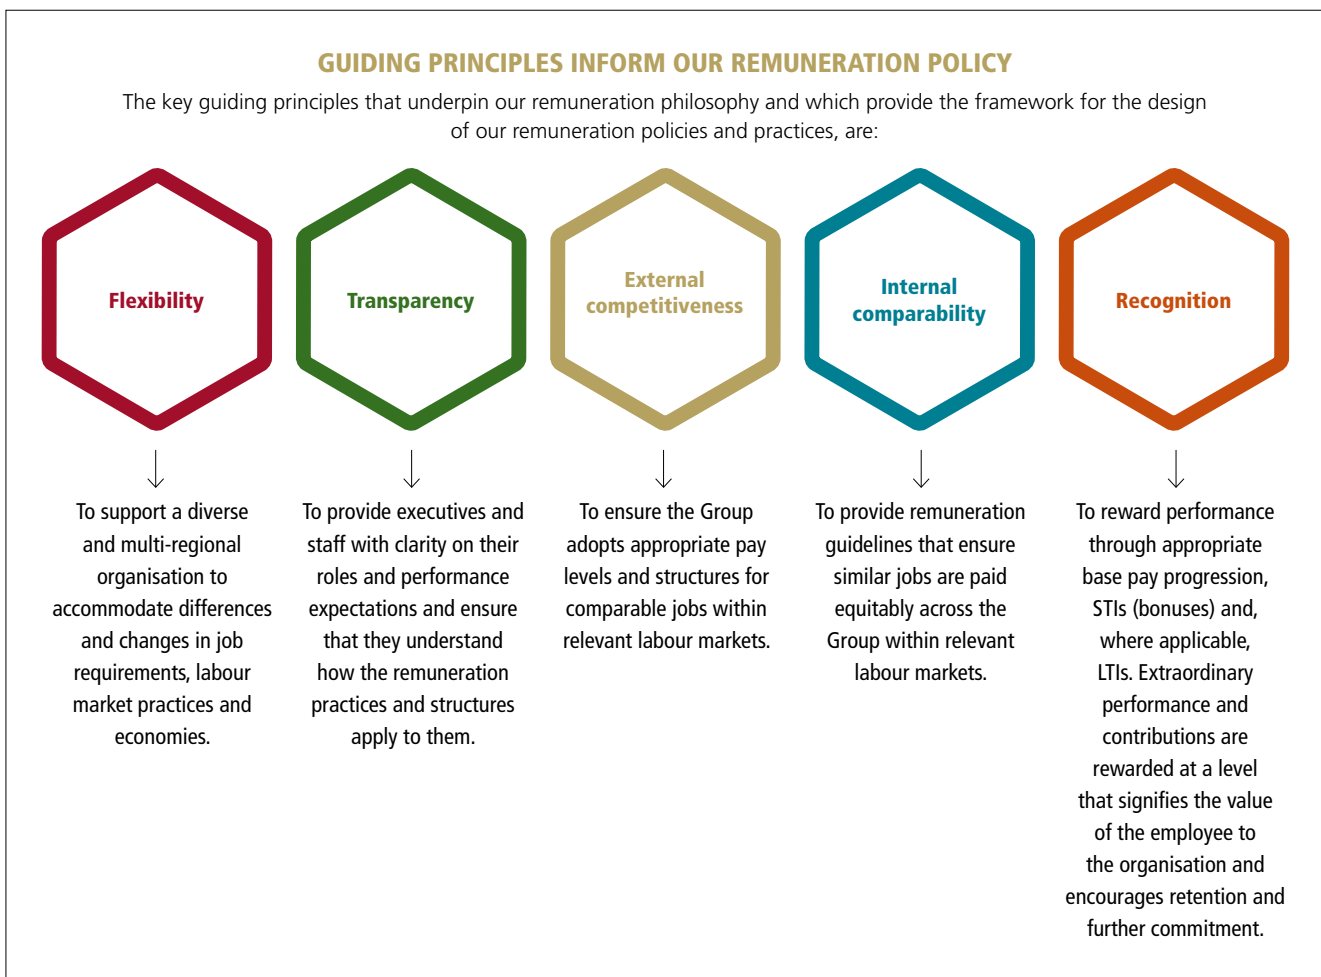 GUIDING PRINCIPLES INFORM OUR REMUNERATION POLICY
The key guiding principles that underpin our remuneration philosophy and which provide the framework for the design
of our remuneration policies and practices, are:
Flexibility
Transparency
External
competitiveness
Internal
comparability
Recognition
To support a diverse
and multi-regional
organisation to
accommodate differences
and changes in job
requirements, labour
market practices and
economies.
To provide executives and
staff with clarity on their
roles and performance
expectations and ensure
that they understand
how the remuneration
practices and structures
apply to them.
To ensure the Group
adopts appropriate pay
levels and structures for
comparable jobs within
relevant labour markets.
To provide remuneration
guidelines that ensure
similar jobs are paid
equitably across the
Group within relevant
labour markets.
To reward performance
through appropriate
base pay progression,
STIs (bonuses) and,
where applicable,
LTIs. Extraordinary
performance and
contributions are
rewarded at a level
that signifies the value
of the employee to
the organisation and
encourages retention and
further commitment.